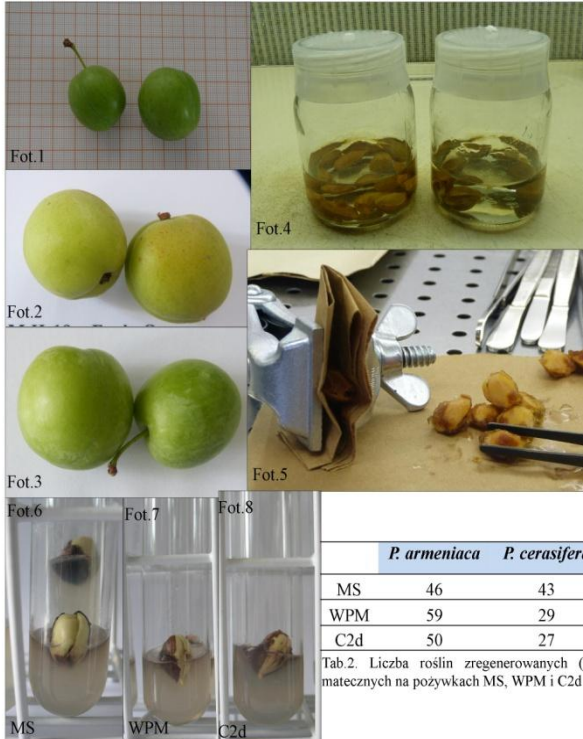 Fot.1
Fot.4
Fot.2
Fot.3
Fot.5
Fot.6
Fot.7
Fot.8
MS
WPM
C2d
P. armeniaca P. cerasifera
MS 46 43
WPM 59 29
C2d 50 27
Tab.2. Liczba roślin zregenerowanych (
matecznych na pożywkach MS, WPM i C2d